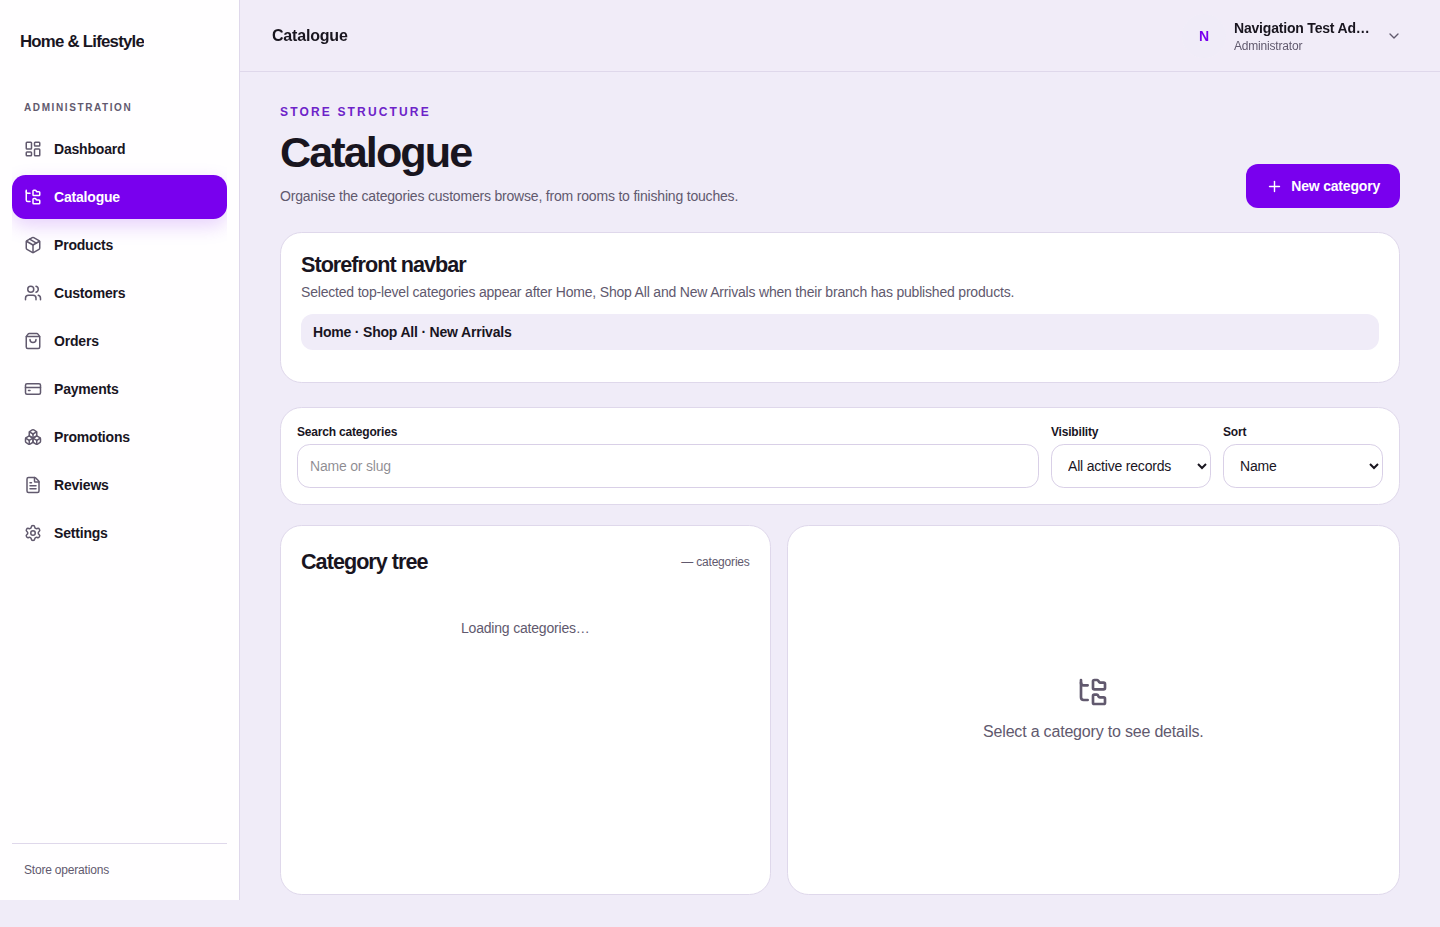 Home & Lifestyle
Catalogue
N
Navigation Test Ad…
Administrator
ADMINISTRATION
Dashboard
Catalogue
Products
Customers
Orders
Payments
Promotions
Reviews
Settings
Store operations
STORE STRUCTURE
Catalogue
Organise the categories customers browse, from rooms to finishing touches.
New category
Storefront navbar
Selected top-level categories appear after Home, Shop All and New Arrivals when their branch has published products.
Home · Shop All · New Arrivals
Search categories
Name or slug
Visibility
All active records
Sort
Name
Category tree
— categories
Loading categories…
Select a category to see details.